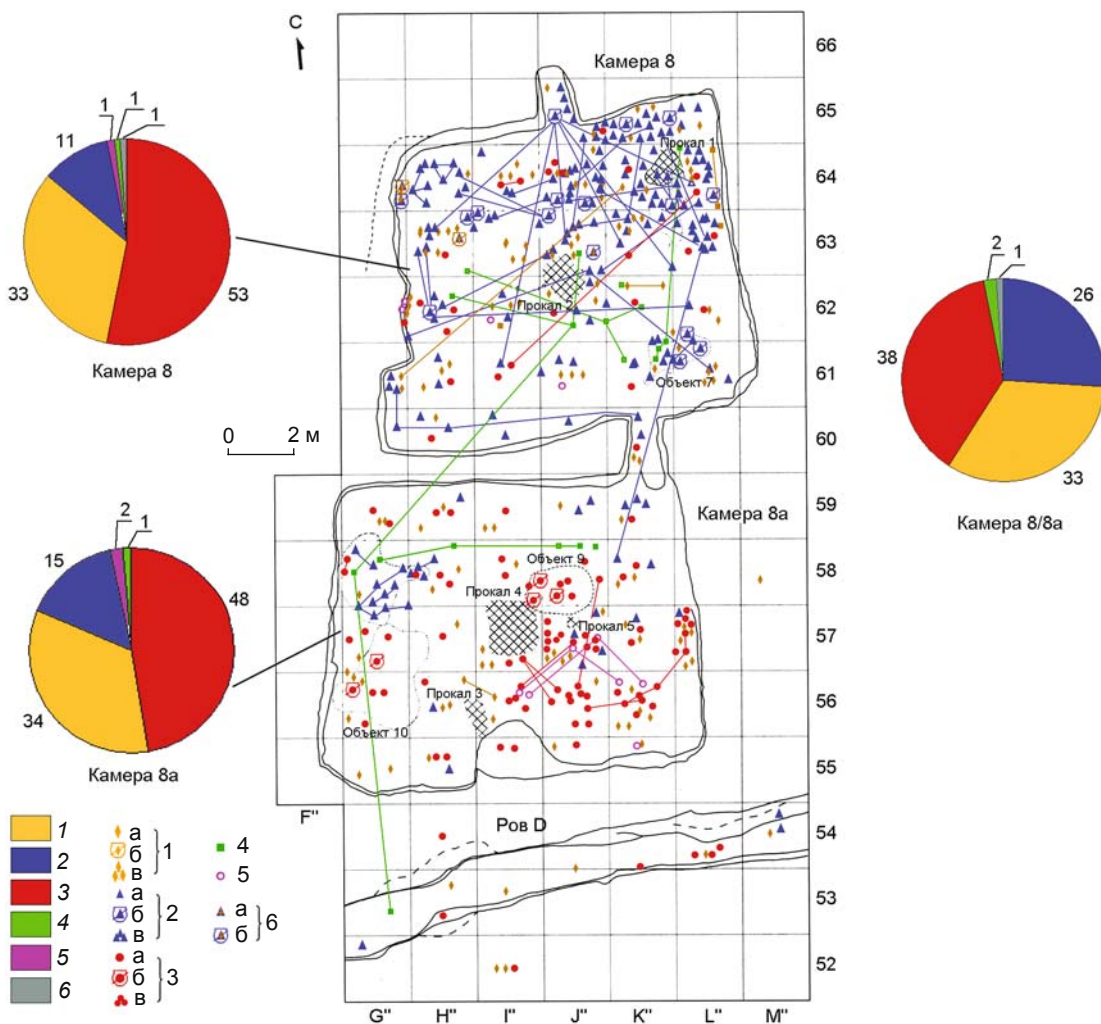 С
66
65
64
63
62
61
60
59
58
57
56
55
54
53
52
Камера 8
Прокал 1
Прокал 2
Объект 7
0 2 м
Камера 8а
Объект 9
Прокал 4
Прокал 5
Прокал 3
Объект 10
F"
Ров D
G" H" I" J" K" L" M"
1
1
1
11
33
53
Камера 8
2
1
15
48
34
Камера 8а
2
1
26
38
33
Камера 8/8а
1
2
3
4
5
6
а
б
в
1
а
б
в
2
а
б
в
3
4
5
а
б
6